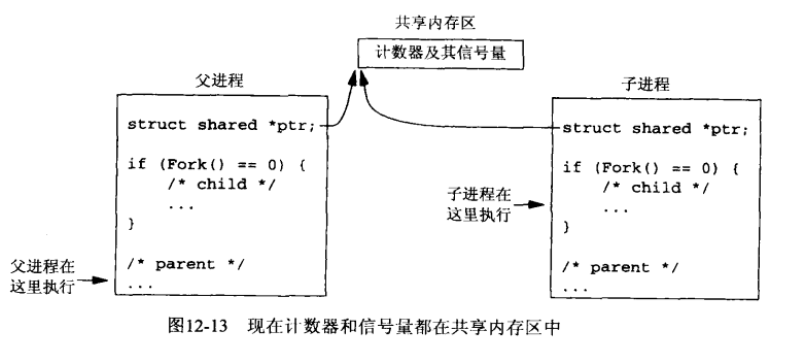 共享内存区
计数器及其信号量
父进程
struct shared *ptr;
if (Fork() == 0) {
/* child */
...
}
/* parent */
...
父进程在
这里执行
子进程
struct shared *ptr;
if (Fork() == 0) {
/* child */
...
}
/* parent */
...
子进程在
这里执行
图12-13 现在计数器和信号量都在共享内存区中